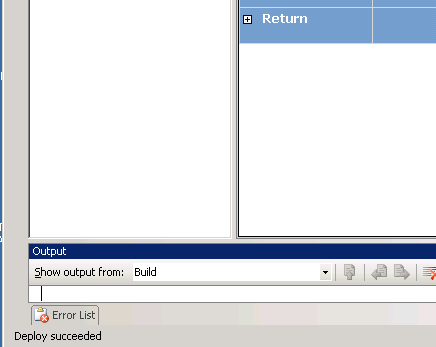 Return
Output
Show output from: Build
Error List
Deploy succeeded